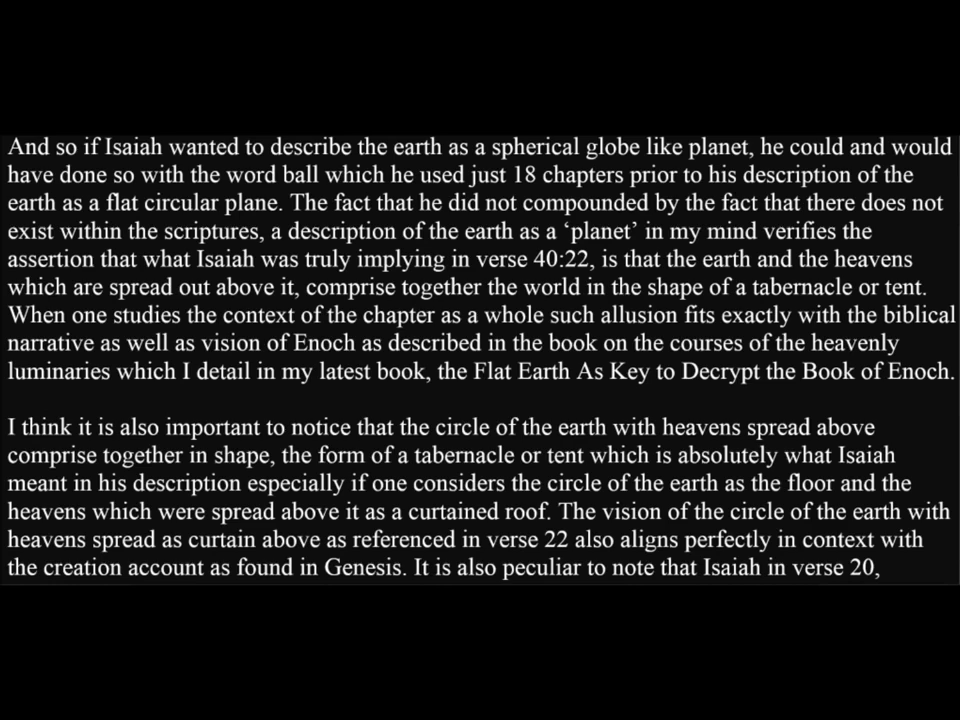 And so if Isaiah wanted to describe the earth as a spherical globe like planet, he could and would
have done so with the word ball which he used just 18 chapters prior to his description of the
earth as a flat circular plane. The fact that he did not compounded by the fact that there does not
exist within the scriptures, a description of the earth as a ‘planet’ in my mind verifies the
assertion that what Isaiah was truly implying in verse 40:22, is that the earth and the heavens
which are spread out above it, comprise together the world in the shape of a tabernacle or tent.
When one studies the context of the chapter as a whole such allusion fits exactly with the biblical
narrative as well as vision of Enoch as described in the book on the courses of the heavenly
luminaries which I detail in my latest book, the Flat Earth As Key to Decrypt the Book of Enoch.
I think it is also important to notice that the circle of the earth with heavens spread above
comprise together in shape, the form of a tabernacle or tent which is absolutely what Isaiah
meant in his description especially if one considers the circle of the earth as the floor and the
heavens which were spread above it as a curtained roof. The vision of the circle of the earth with
heavens spread as curtain above as referenced in verse 22 also aligns perfectly in context with
the creation account as found in Genesis. It is also peculiar to note that Isaiah in verse 20,